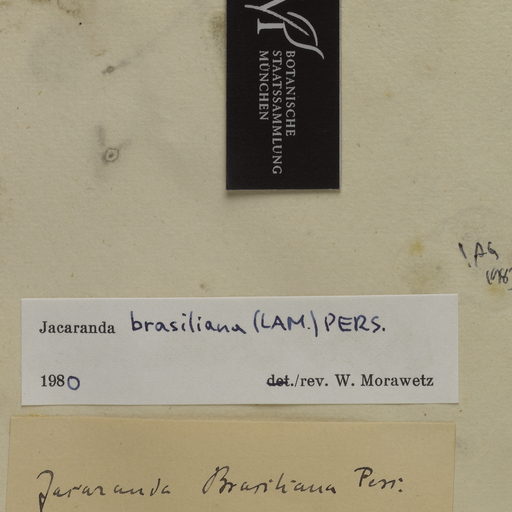 BOTANISCHE
STAATSSAMMLUNG
MÜNCHEN
Jacaranda brasiliana (LAM.) PERS.
1980 det./rev. W. Morawetz
Jacaranda Brasiliana Pers: